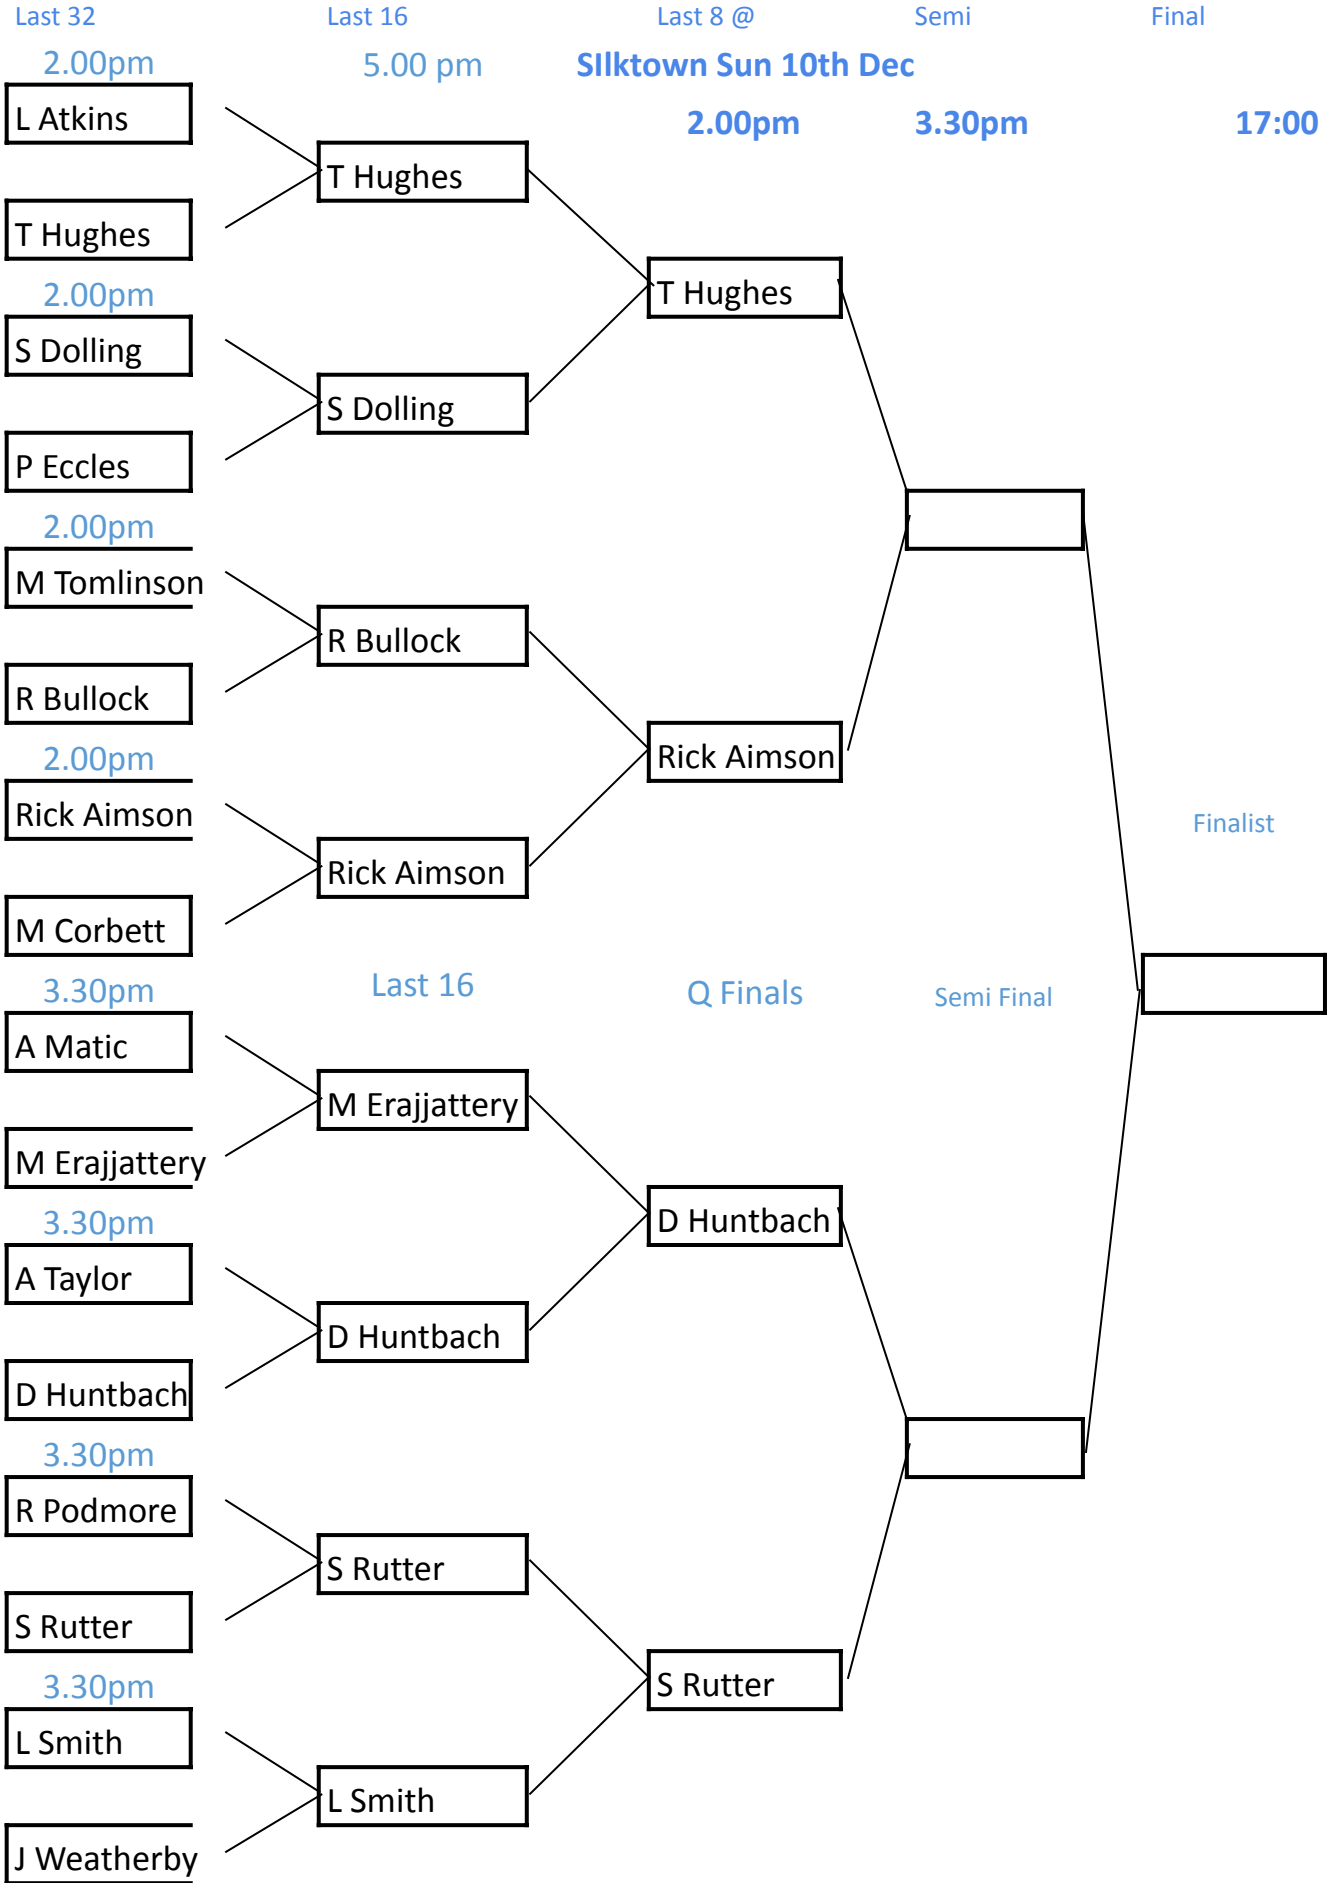 Last 32 Last 16 Last 8 @ Semi Final
2.00pm 5.00 pm SIlktown Sun 10th Dec
L Atkins 2.00pm 3.30pm 17:00
T Hughes
T Hughes
T Hughes
2.00pm
S Dolling
S Dolling
P Eccles
2.00pm
M Tomlinson
R Bullock
R Bullock
2.00pm Rick Aimson
Rick Aimson Finalist
Rick Aimson
M Corbett
3.30pm Last 16 Q Finals Semi Final
A Matic
M Erajjattery
M Erajjattery
3.30pm D Huntbach
A Taylor
D Huntbach
D Huntbach
3.30pm
R Podmore
S Rutter
S Rutter
3.30pm S Rutter
L Smith
L Smith
J Weatherby